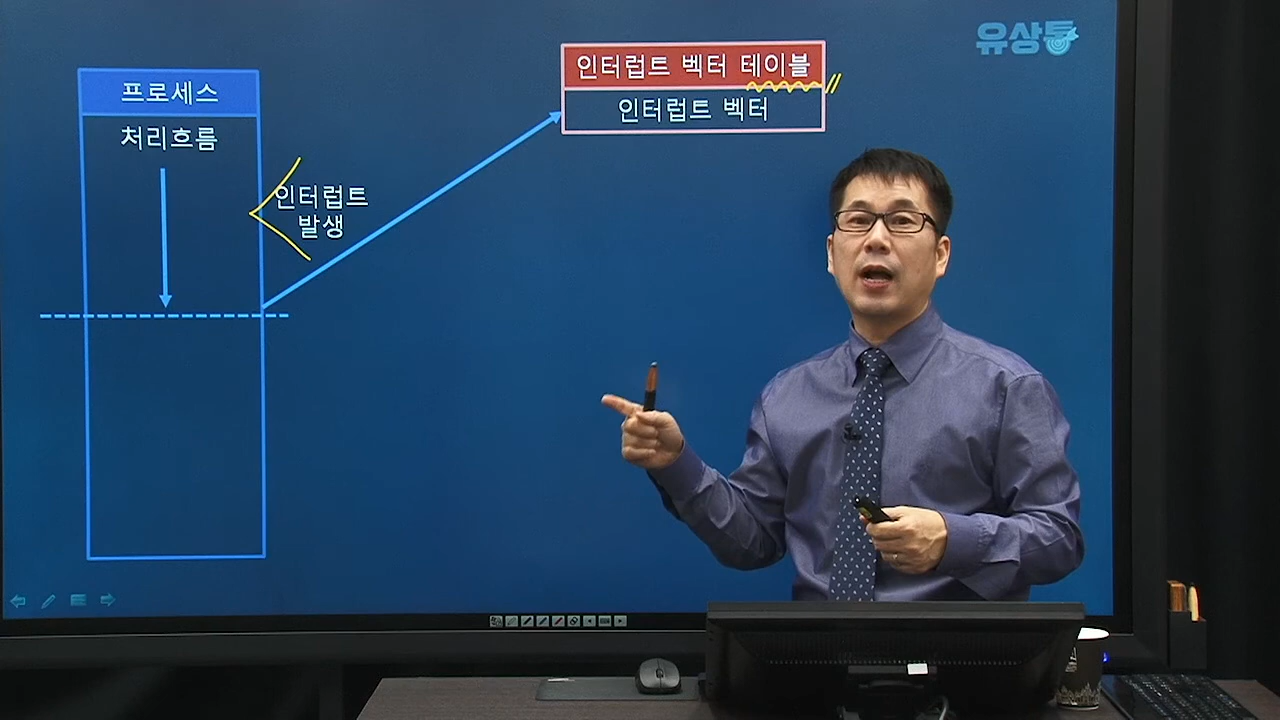 유상통
인터럽트 벡터 테이블
인터럽트 벡터
프로세스
처리흐름
인터럽트
발생